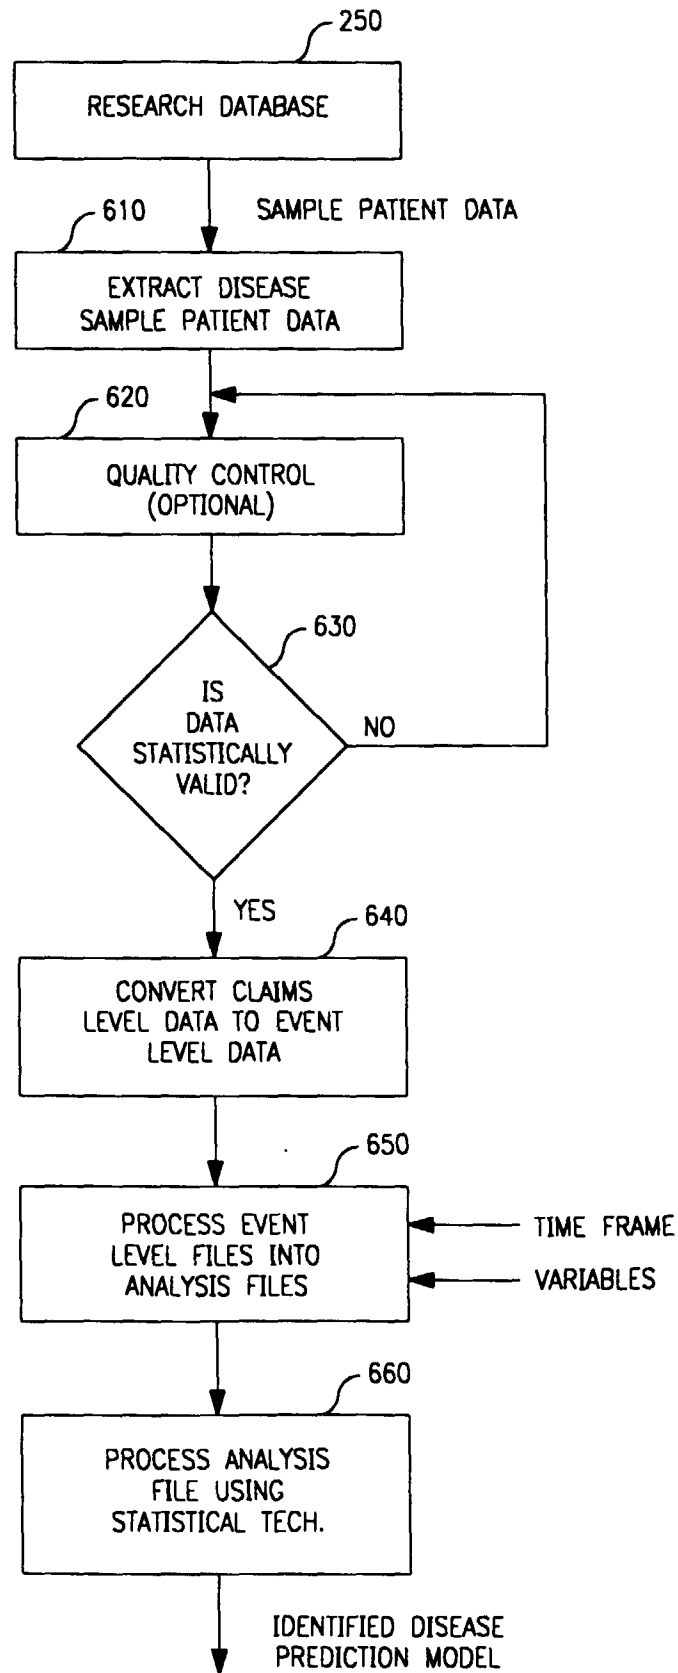 250
RESEARCH DATABASE
SAMPLE PATIENT DATA
610
EXTRACT DISEASE
SAMPLE PATIENT DATA
620
QUALITY CONTROL
(OPTIONAL)
630
IS
DATA
STATISTICALLY
VALID?
NO
YES
640
CONVERT CLAIMS
LEVEL DATA TO EVENT
LEVEL DATA
650
PROCESS EVENT
LEVEL FILES INTO
ANALYSIS FILES
TIME FRAME
VARIABLES
660
PROCESS ANALYSIS
FILE USING
STATISTICAL TECH.
IDENTIFIED DISEASE
PREDICTION MODEL